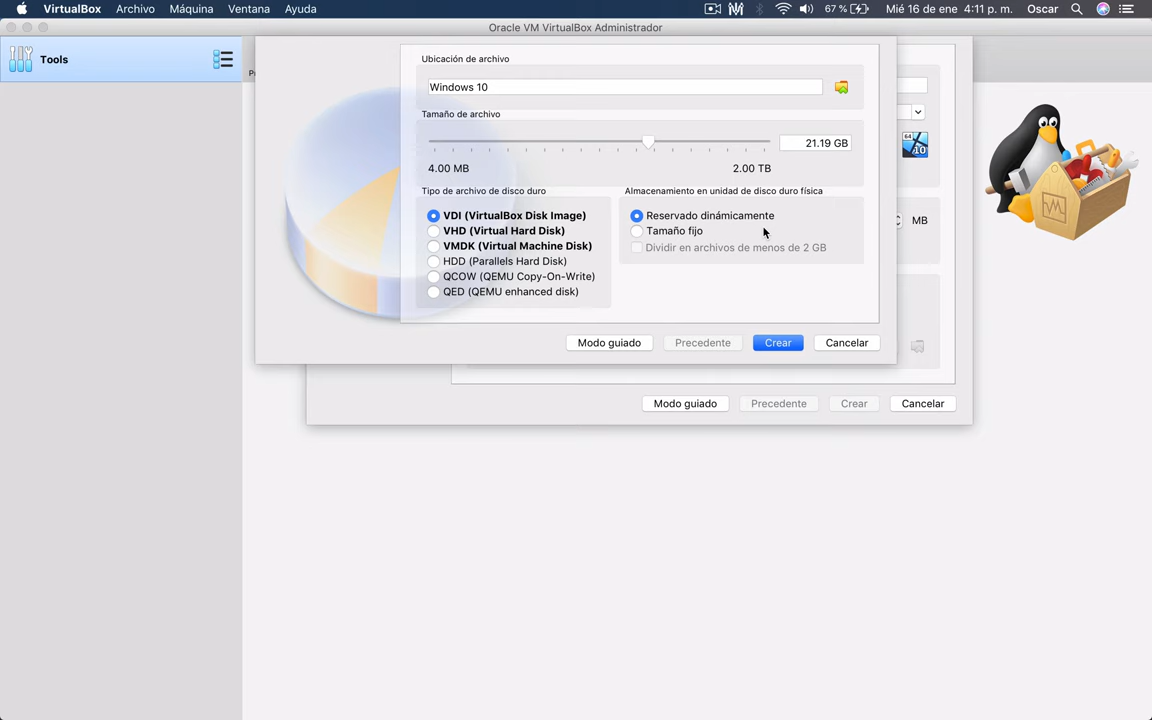 VirtualBox Archivo Máquina Ventana Ayuda 67 % Mié 16 de ene 4:11 p. m. Oscar
Oracle VM VirtualBox Administrador
Tools
Ubicación de archivo
Windows 10
Tamaño de archivo
21.19 GB
4.00 MB 2.00 TB
64
10
Tipo de archivo de disco duro
VDI (VirtualBox Disk Image)
VHD (Virtual Hard Disk)
VMDK (Virtual Machine Disk)
HDD (Parallels Hard Disk)
QCOW (QEMU Copy-On-Write)
QED (QEMU enhanced disk)
Almacenamiento en unidad de disco duro física
Reservado dinámicamente
Tamaño fijo
Dividir en archivos de menos de 2 GB
MB
Modo guiado Precedente Crear Cancelar
Modo guiado Precedente Crear Cancelar